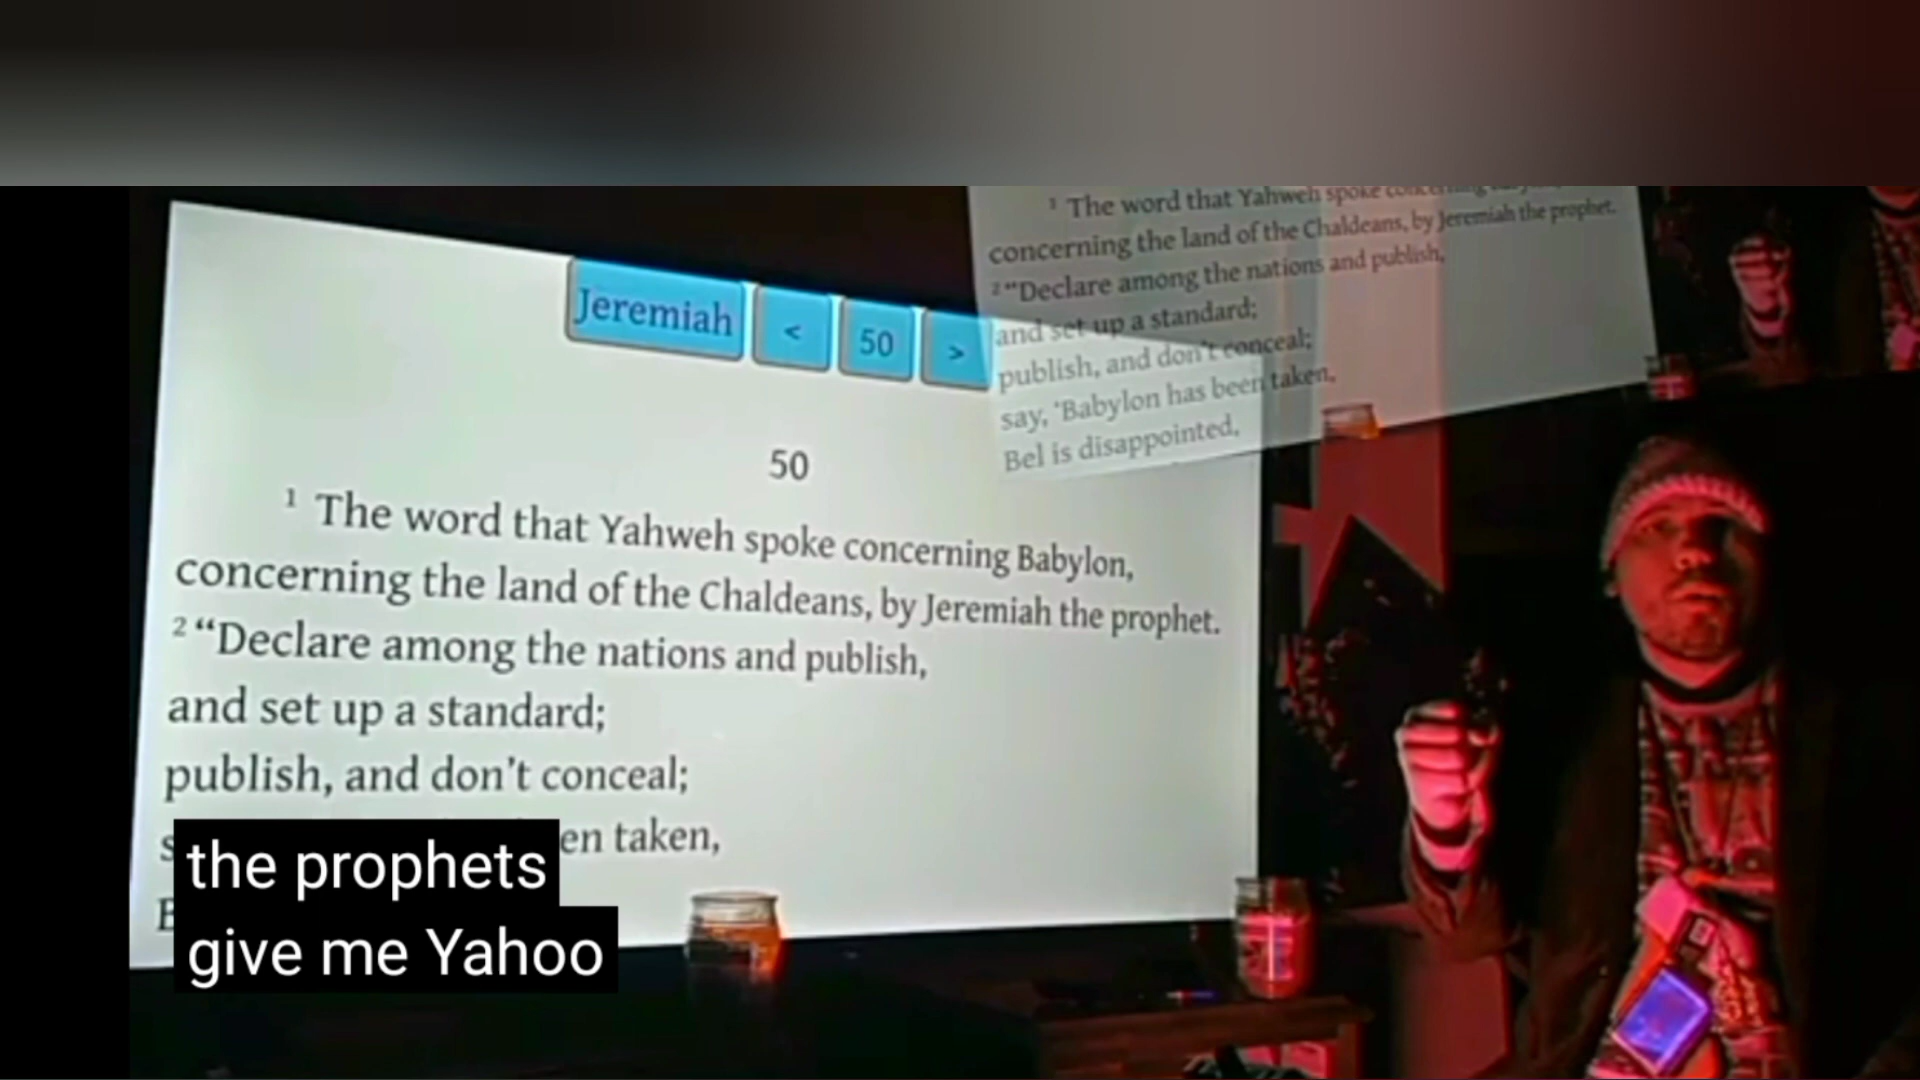 Jeremiah < 50 >
50
1 The word that Yahweh spoke concerning Babylon,
concerning the land of the Chaldeans, by Jeremiah the prophet.
2 “Declare among the nations and publish,
and set up a standard;
publish, and don’t conceal;
en taken,
the prophets
give me Yahoo
1 The word that Yahweh spoke concerning
concerning the land of the Chaldeans, by Jeremiah the prophet.
2 “Declare among the nations and publish,
and set up a standard;
publish, and don’t conceal;
say, ‘Babylon has been taken,
Bel is disappointed,